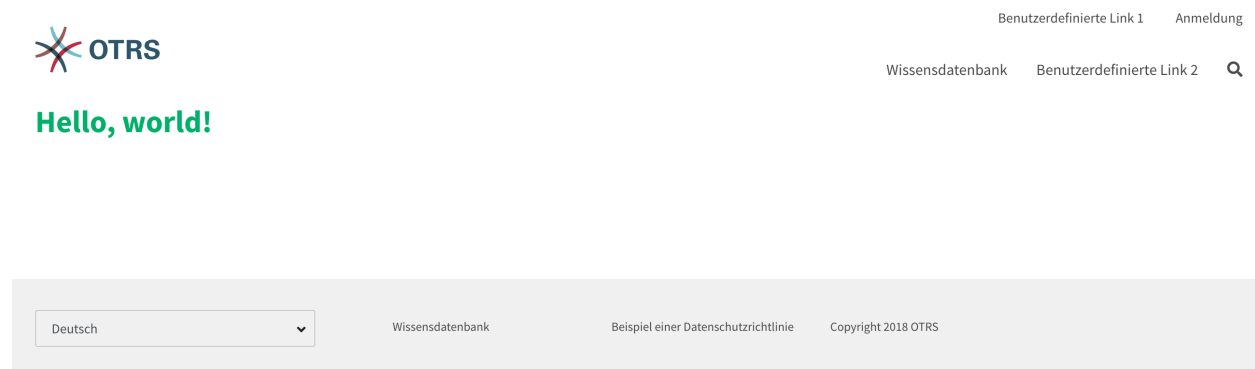 Benutzerdefinierte Link 1 Anmeldung
OTRS
Wissensdatenbank Benutzerdefinierte Link 2
Hello, world!
Deutsch Wissensdatenbank Beispiel einer Datenschutzrichtlinie Copyright 2018 OTRS